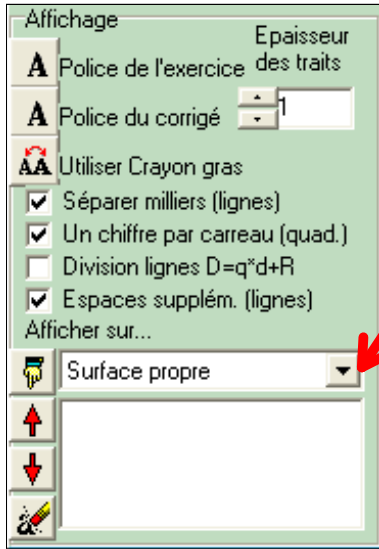 Affichage
Epaisseur
des traits
A Police de l'exercice
A Police du corrigé
1
AA Utiliser Crayon gras
Séparer milliers (lignes)
Un chiffre par carreau (quad.)
Division lignes D=q*d+R
Espaces supplém. (lignes)
Afficher sur...
Surface propre